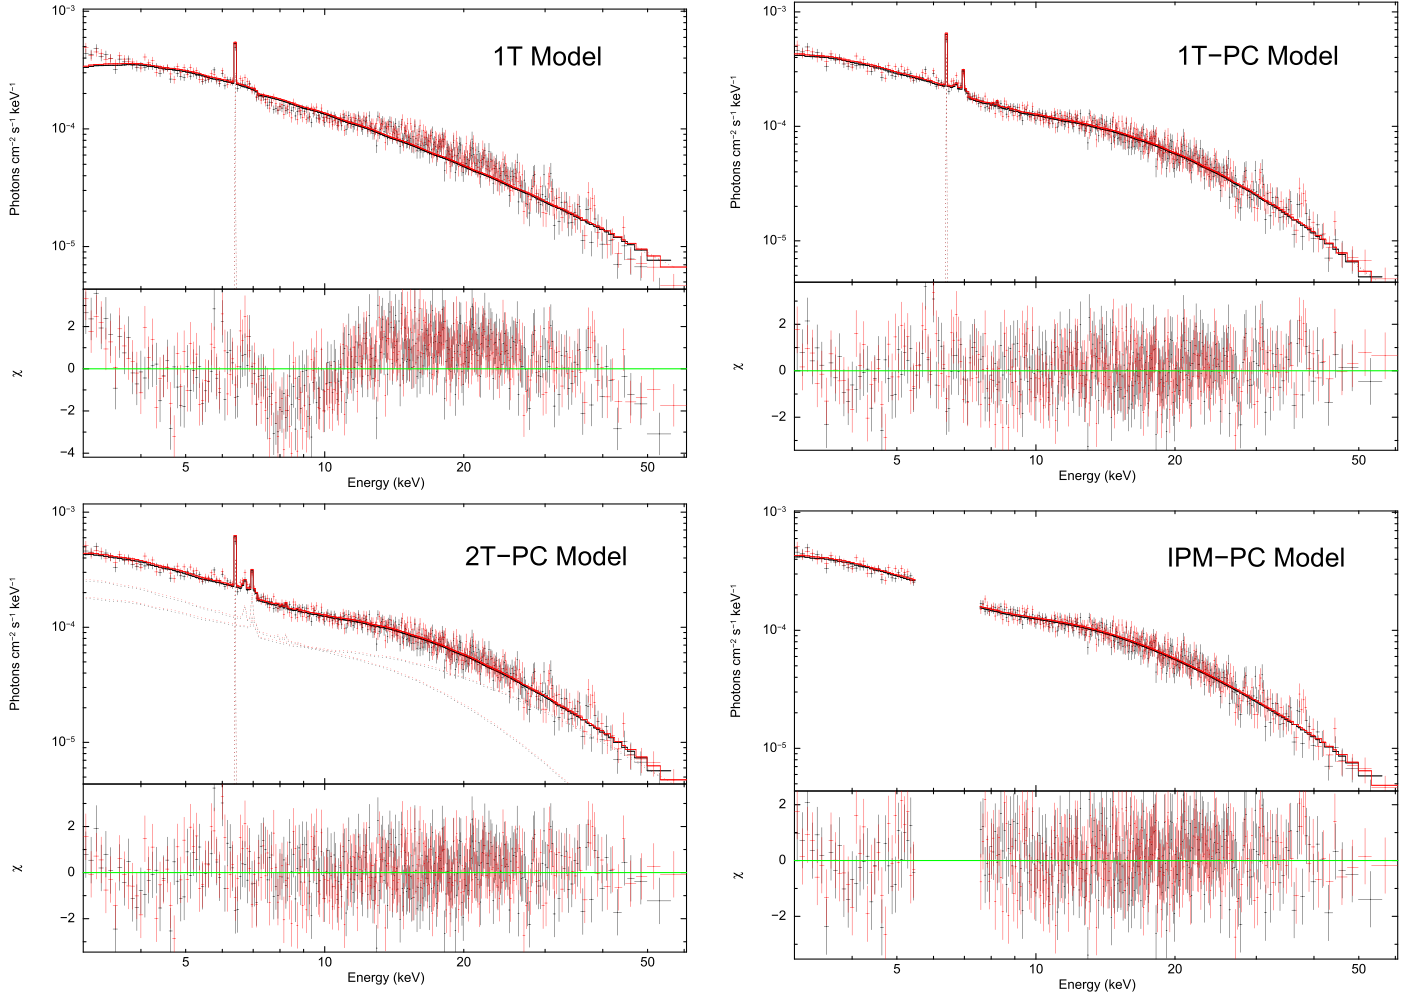 1T Model
10⁻³
10⁻⁴
10⁻⁵
Photons cm⁻² s⁻¹ keV⁻¹
2
0
−2
−4
χ
5
10
20
50
Energy (keV)
1T−PC Model
10⁻³
10⁻⁴
10⁻⁵
Photons cm⁻² s⁻¹ keV⁻¹
2
0
−2
χ
5
10
20
50
Energy (keV)
2T−PC Model
10⁻³
10⁻⁴
10⁻⁵
Photons cm⁻² s⁻¹ keV⁻¹
2
0
−2
χ
5
10
20
50
Energy (keV)
IPM−PC Model
10⁻³
10⁻⁴
10⁻⁵
Photons cm⁻² s⁻¹ keV⁻¹
2
0
−2
χ
5
10
20
50
Energy (keV)